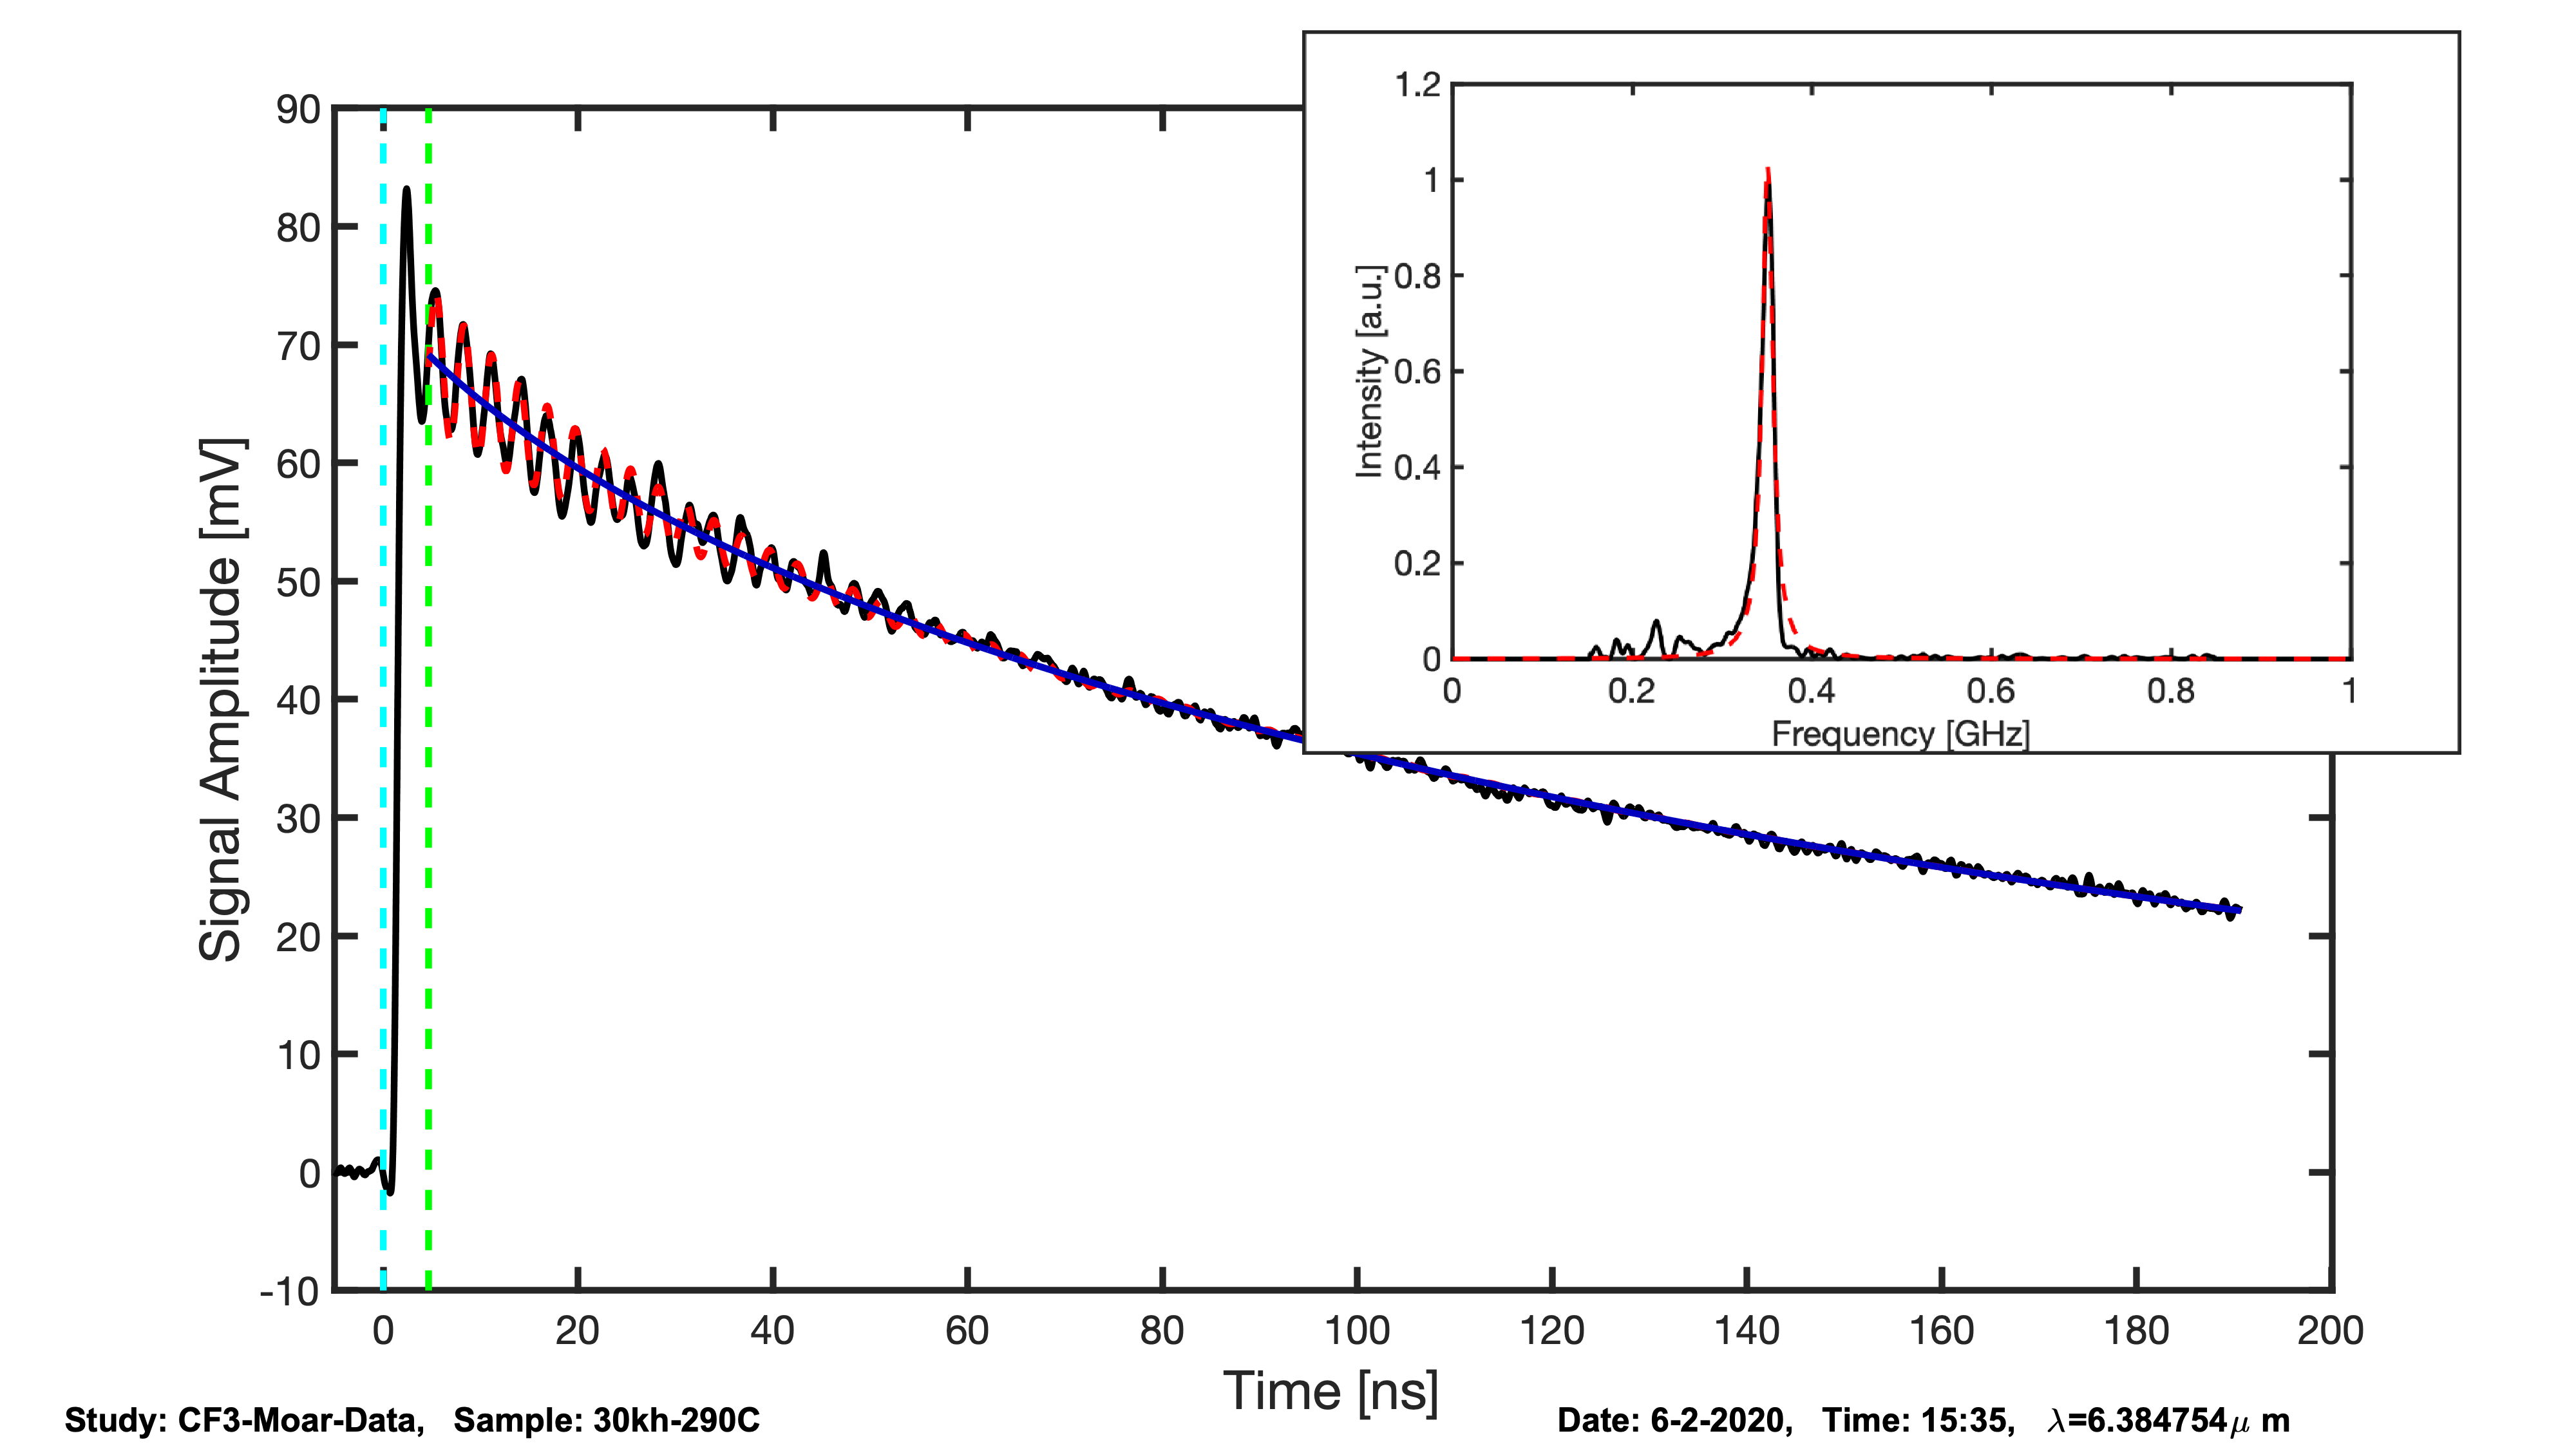 1.2
1
0.8
0.6
0.4
0.2
0
Intensity [a.u.]
0 0.2 0.4 0.6 0.8 1
Frequency [GHz]
90
80
70
60
50
40
30
20
10
0
-10
Signal Amplitude [mV]
0 20 40 60 80 100 120 140 160 180 200
Time [ns]
Study: CF3-Moar-Data, Sample: 30kh-290C
Date: 6-2-2020, Time: 15:35, λ=6.384754μ m